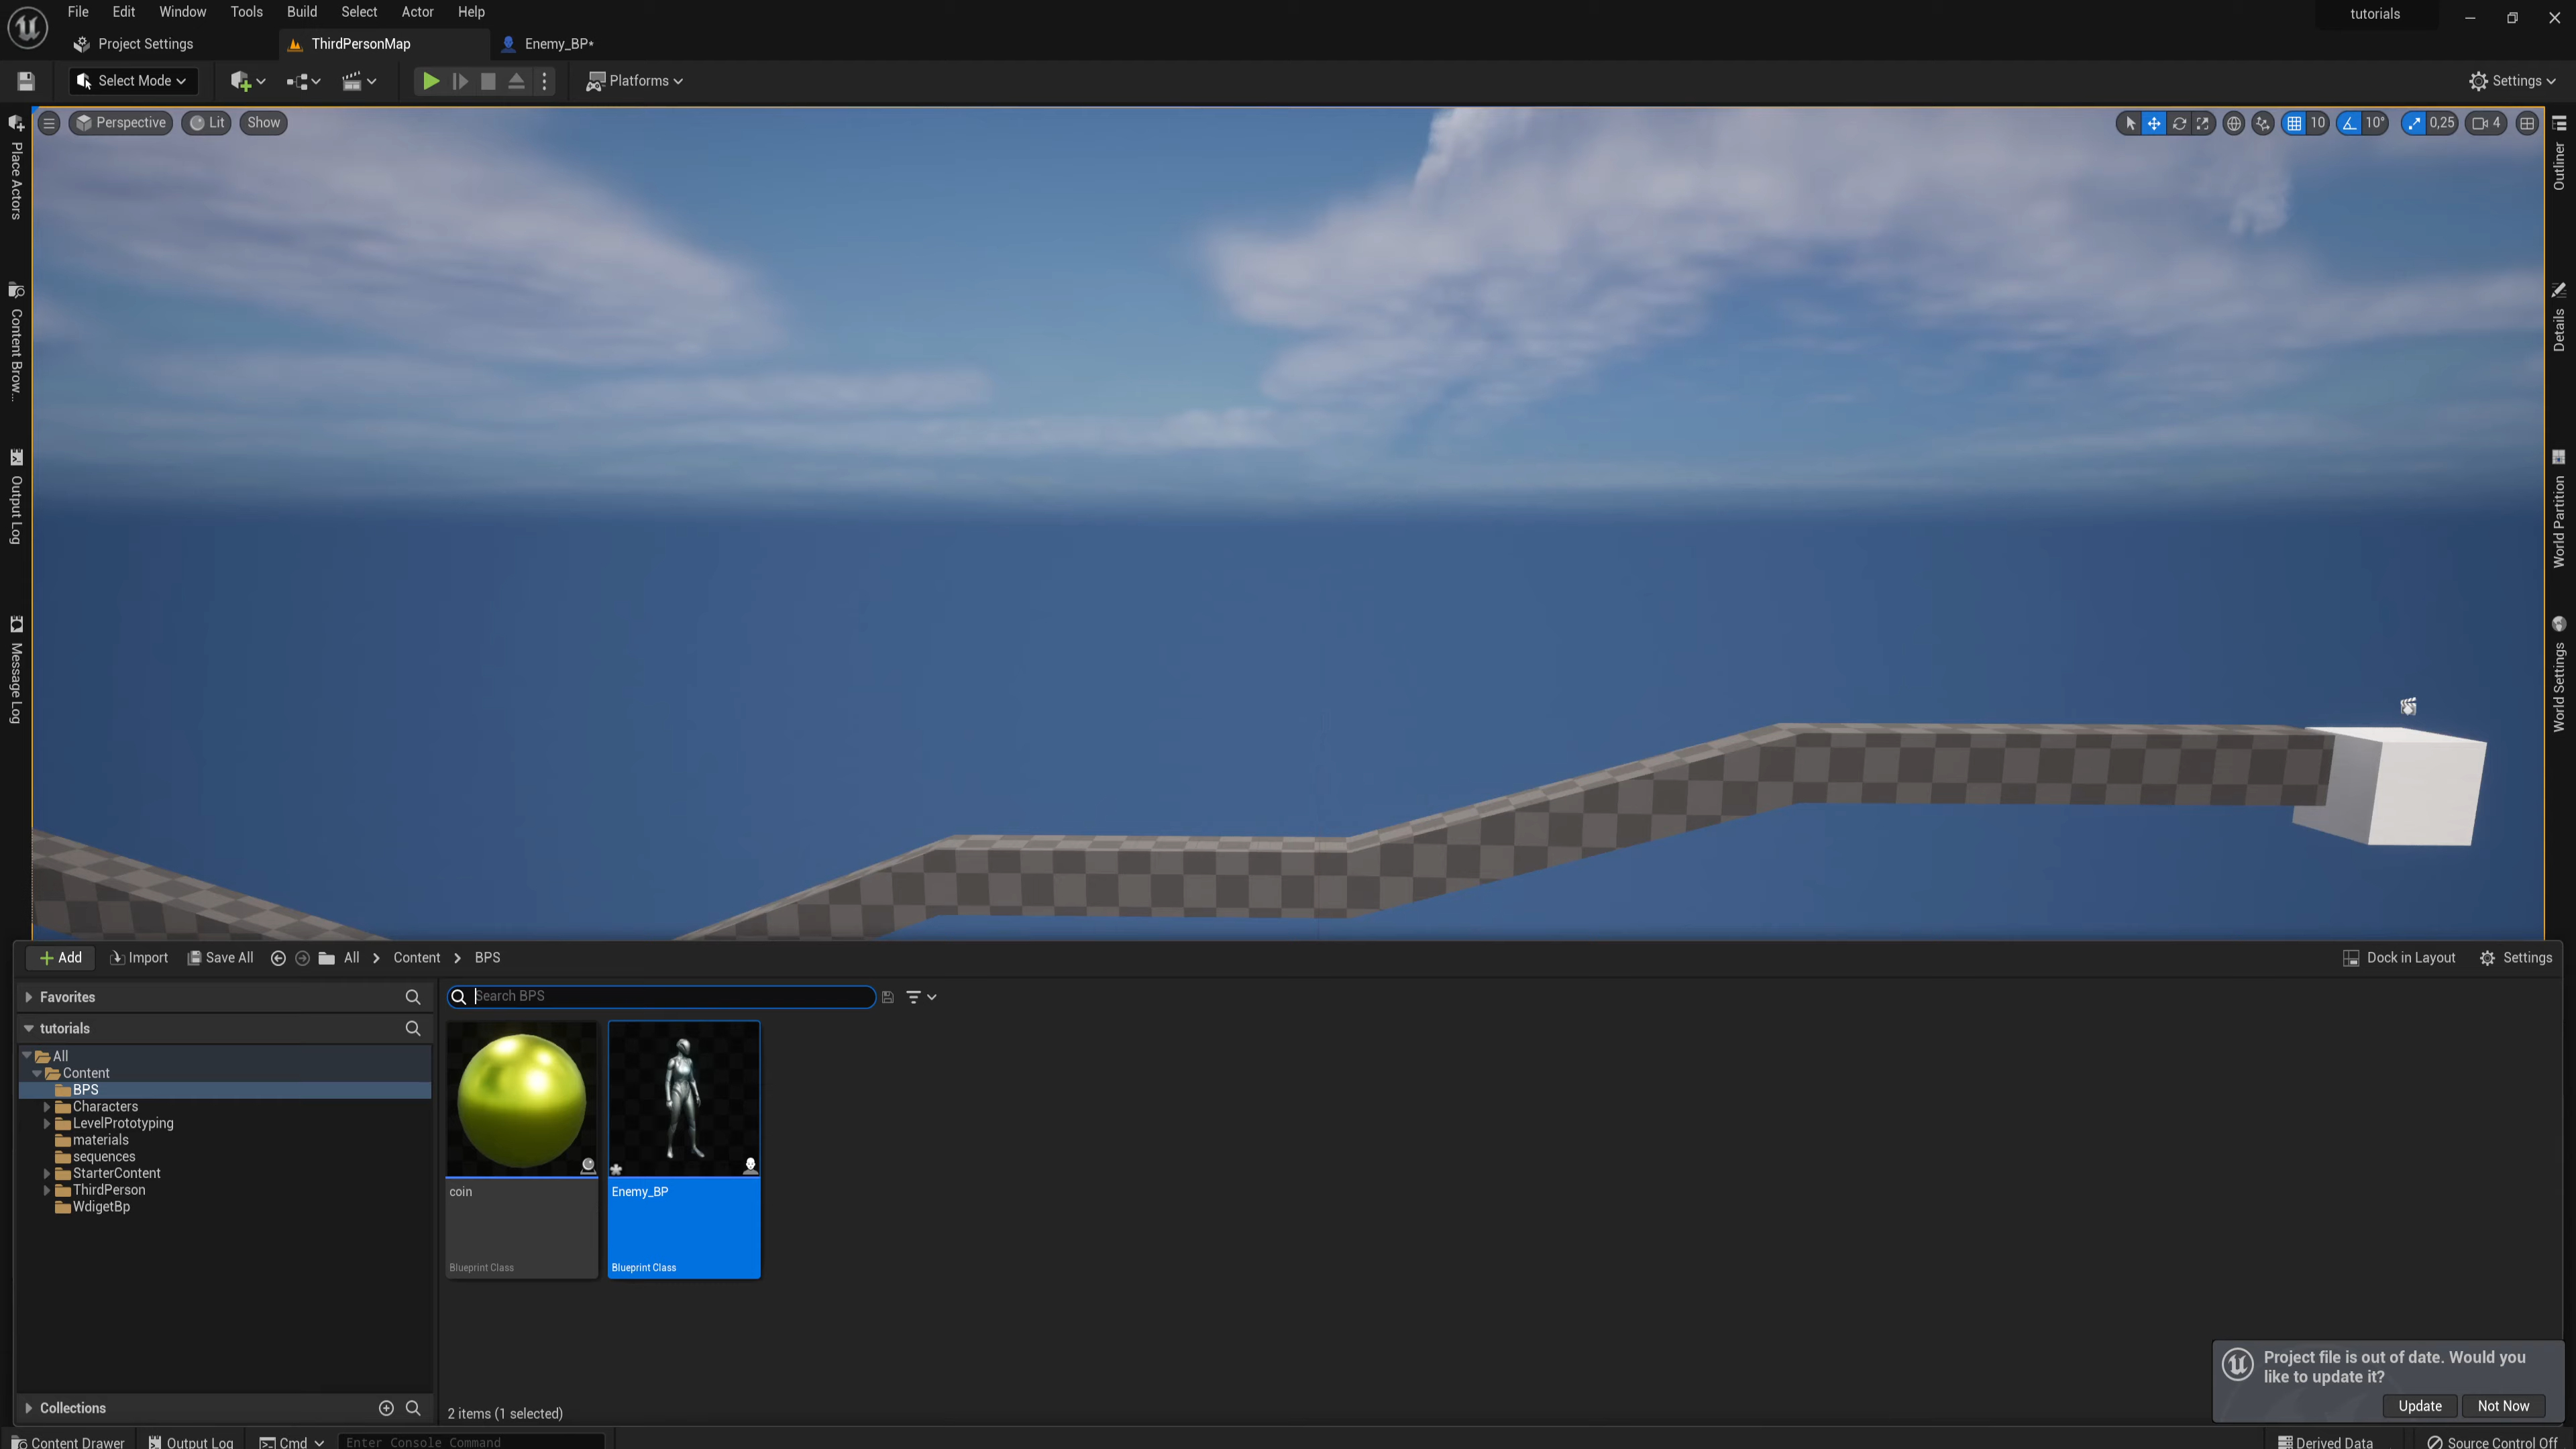 File Edit Window Tools Build Select Actor Help
tutorials
Project Settings
ThirdPersonMap
Enemy_BP*
Select Mode
Platforms
Settings
Perspective
Lit
Show
10
10°
0,25
4
Place Actors
Content Brow...
Output Log
Message Log
Outliner
Details
World Partition
World Settings
Add
Import
Save All
All
Content
BPS
Dock in Layout
Settings
Favorites
Search BPS
tutorials
All
Content
BPS
Characters
LevelPrototyping
materials
sequences
StarterContent
ThirdPerson
WdigetBp
coin
Blueprint Class
Enemy_BP
Blueprint Class
Project file is out of date. Would you
like to update it?
Update
Not Now
Collections
2 items (1 selected)
Content Drawer
Output Log
Cmd
Enter Console Command
Derived Data
Source Control Off